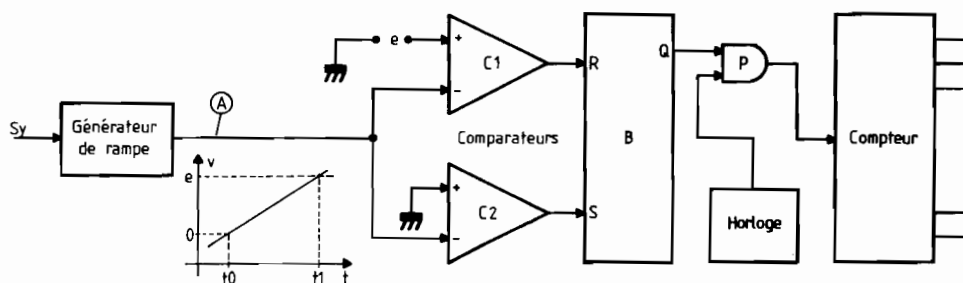 e
+
C1
-
R
Q
P
A
Sy
Générateur
de rampe
Comparateurs
B
Compteur
v
e
0
t0
t1
t
+
C2
-
S
Horloge